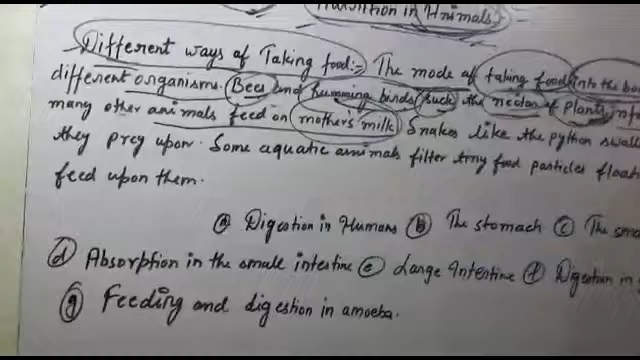 Nutrition in Animals
Different ways of Taking food:- The mode of taking food into the bo
different organisms. Bees and humming birds suck the nectar of plants, inf
many other animals feed on mother's milk. Snakes like the python swall
they prey upon. Some aquatic animals filter tiny food particles float
feed upon them.
(a) Digestion in Humans (b) The stomach (c) The sma
(d) Absorption in the small intestine (e) Large Intestine (f) Digestion in
(g) Feeding and digestion in amoeba.